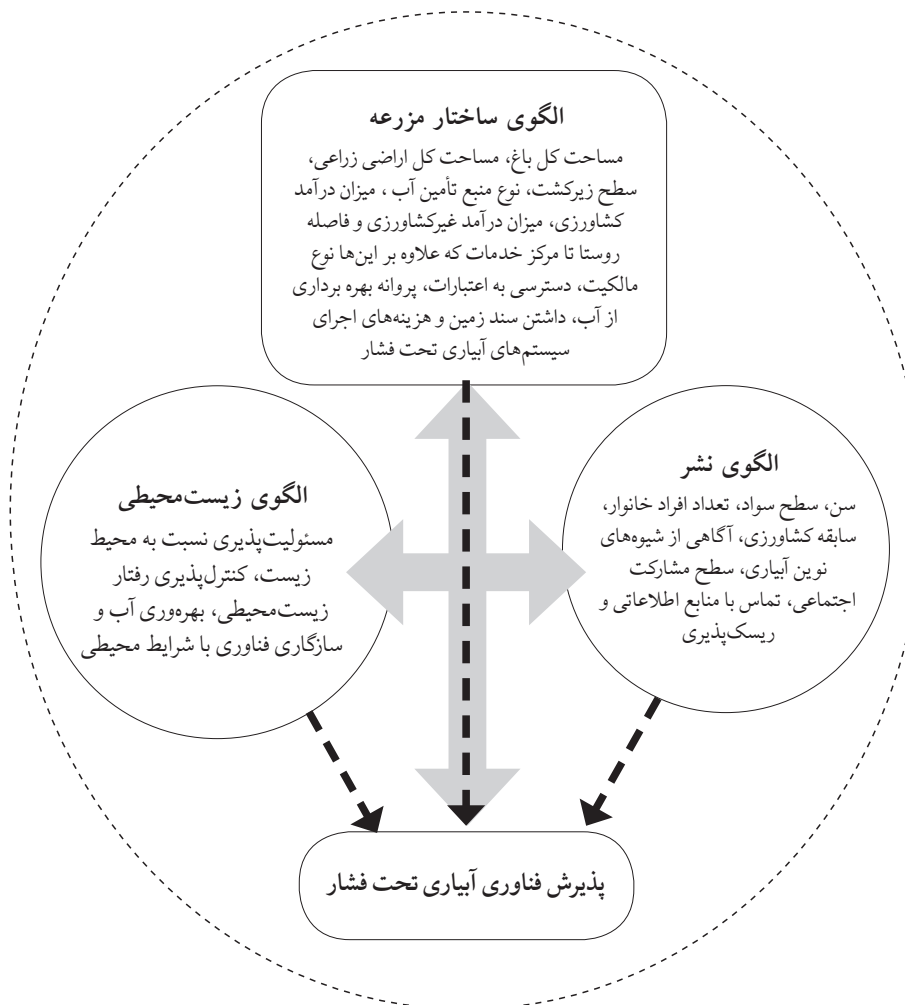 الگوی ساختار مزرعه
مساحت کل باغ، مساحت کل اراضی زراعی،
سطح زیرکشت، نوع منبع تأمین آب ، میزان درآمد
کشاورزی، میزان درآمد غیرکشاورزی و فاصله
روستا تا مرکز خدمات که علاوه بر این‌ها نوع
مالکیت، دسترسی به اعتبارات، پروانه بهره برداری
از آب، داشتن سند زمین و هزینه‌های اجرای
سیستم‌های آبیاری تحت فشار
الگوی نشر
سن، سطح سواد، تعداد افراد خانوار،
سابقه کشاورزی، آگاهی از شیوه‌های
نوین آبیاری، سطح مشارکت
اجتماعی، تماس با منابع اطلاعاتی و
ریسک‌پذیری
الگوی زیست‌محیطی
مسئولیت‌پذیری نسبت به محیط
زیست، کنترل‌پذیری رفتار
زیست‌محیطی، بهره‌وری آب و
سازگاری فناوری با شرایط محیطی
پذیرش فناوری آبیاری تحت فشار